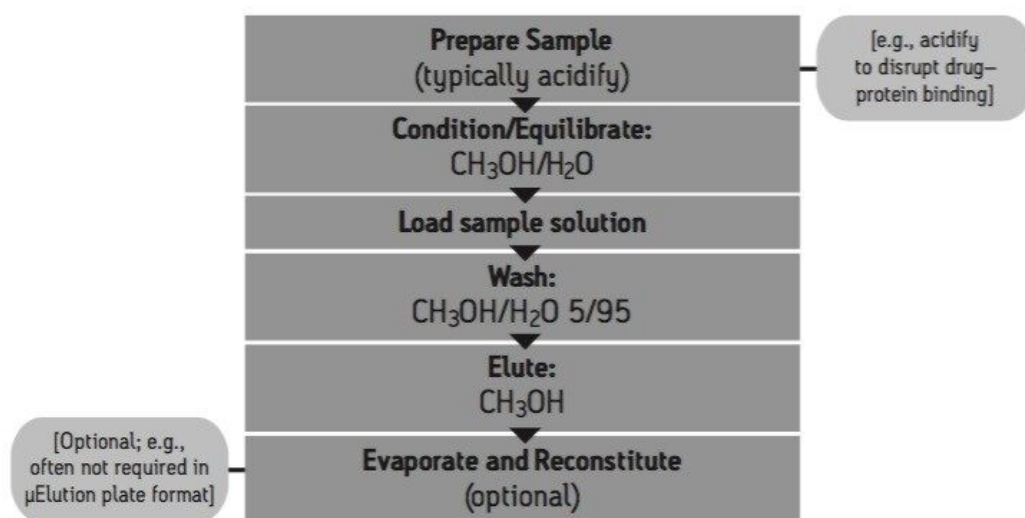 Prepare Sample
(typically acidify)
[e.g., acidify
to disrupt drug–
protein binding]
Condition/Equilibrate:
CH₃OH/H₂O
Load sample solution
Wash:
CH₃OH/H₂O 5/95
Elute:
CH₃OH
[Optional; e.g.,
often not required in
µElution plate format]
Evaporate and Reconstitute
(optional)